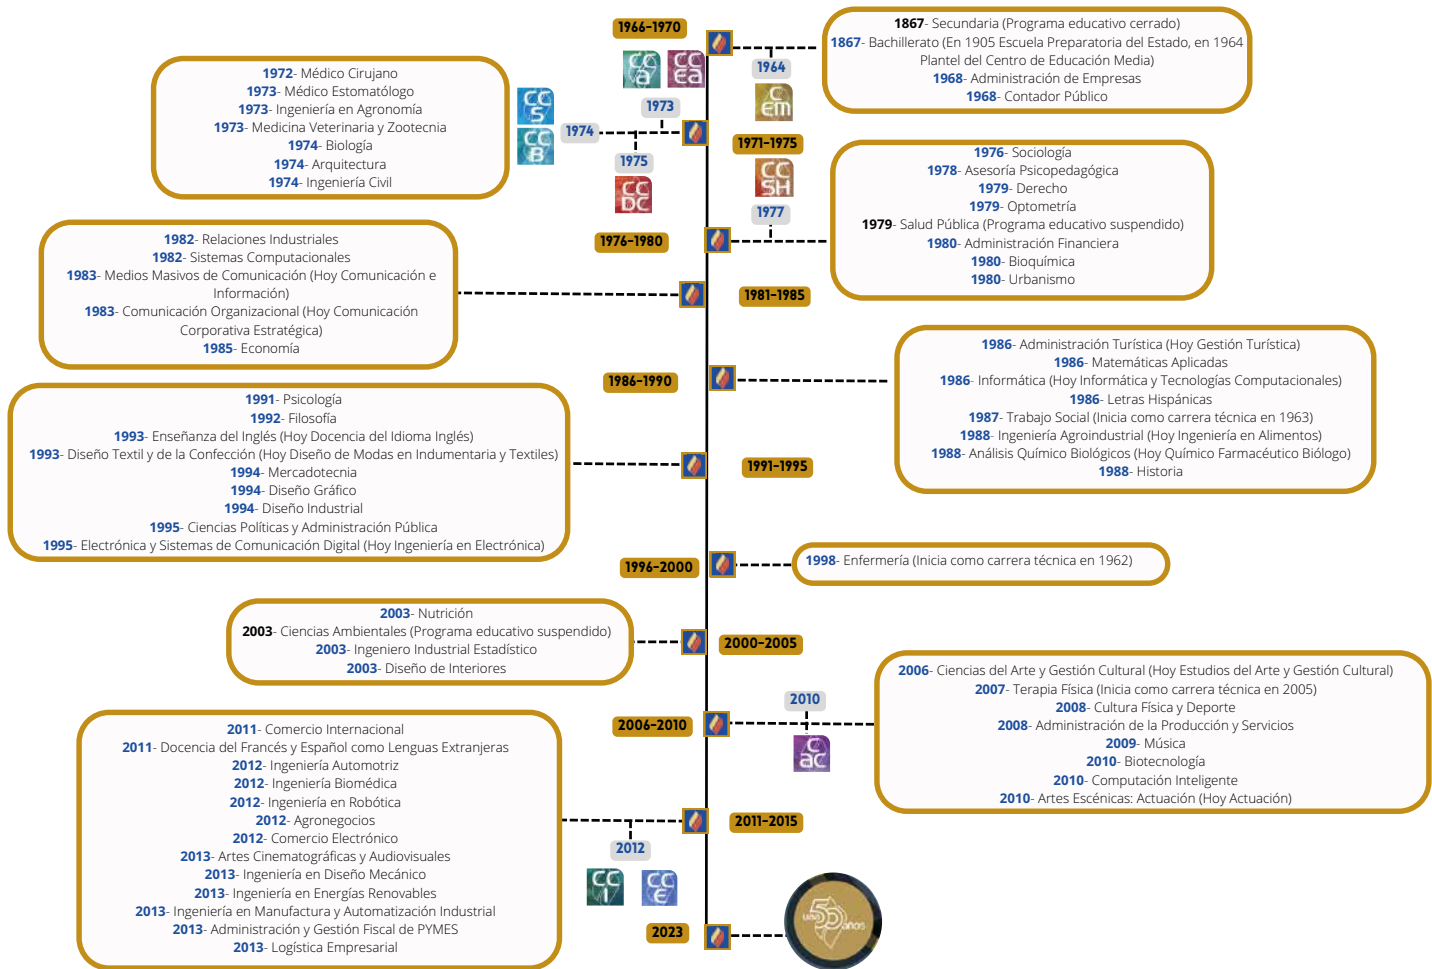 1966-1970
1867- Secundaria (Programa educativo cerrado)
1867- Bachillerato (En 1905 Escuela Preparatoria del Estado, en 1964
Plantel del Centro de Educación Media)
1968- Administración de Empresas
1968- Contador Público
1964
CCA
CCEA
CEM
1972- Médico Cirujano
1973- Médico Estomatólogo
1973- Ingeniería en Agronomía
1973- Medicina Veterinaria y Zootecnia
1974- Biología
1974- Arquitectura
1974- Ingeniería Civil
CCS
CCB
1973
1974
1975
CCDC
1971-1975
CCSH
1977
1976- Sociología
1978- Asesoría Psicopedagógica
1979- Derecho
1979- Optometría
1979- Salud Pública (Programa educativo suspendido)
1980- Administración Financiera
1980- Bioquímica
1980- Urbanismo
1976-1980
1982- Relaciones Industriales
1982- Sistemas Computacionales
1983- Medios Masivos de Comunicación (Hoy Comunicación e
Información)
1983- Comunicación Organizacional (Hoy Comunicación
Corporativa Estratégica)
1985- Economía
1981-1985
1986-1990
1986- Administración Turística (Hoy Gestión Turística)
1986- Matemáticas Aplicadas
1986- Informática (Hoy Informática y Tecnologías Computacionales)
1986- Letras Hispánicas
1987- Trabajo Social (Inicia como carrera técnica en 1963)
1988- Ingeniería Agroindustrial (Hoy Ingeniería en Alimentos)
1988- Análisis Químico Biológicos (Hoy Químico Farmacéutico Biólogo)
1988- Historia
1991- Psicología
1992- Filosofía
1993- Enseñanza del Inglés (Hoy Docencia del Idioma Inglés)
1993- Diseño Textil y de la Confección (Hoy Diseño de Modas en Indumentaria y Textiles)
1994- Mercadotecnia
1994- Diseño Gráfico
1994- Diseño Industrial
1995- Ciencias Políticas y Administración Pública
1995- Electrónica y Sistemas de Comunicación Digital (Hoy Ingeniería en Electrónica)
1991-1995
1996-2000
1998- Enfermería (Inicia como carrera técnica en 1962)
2003- Nutrición
2003- Ciencias Ambientales (Programa educativo suspendido)
2003- Ingeniero Industrial Estadístico
2003- Diseño de Interiores
2000-2005
2006-2010
2010
CAC
2006- Ciencias del Arte y Gestión Cultural (Hoy Estudios del Arte y Gestión Cultural)
2007- Terapia Física (Inicia como carrera técnica en 2005)
2008- Cultura Física y Deporte
2008- Administración de la Producción y Servicios
2009- Música
2010- Biotecnología
2010- Computación Inteligente
2010- Artes Escénicas: Actuación (Hoy Actuación)
2011- Comercio Internacional
2011- Docencia del Francés y Español como Lenguas Extranjeras
2012- Ingeniería Automotriz
2012- Ingeniería Biomédica
2012- Ingeniería en Robótica
2012- Agronegocios
2012- Comercio Electrónico
2013- Artes Cinematográficas y Audiovisuales
2013- Ingeniería en Diseño Mecánico
2013- Ingeniería en Energías Renovables
2013- Ingeniería en Manufactura y Automatización Industrial
2013- Administración y Gestión Fiscal de PYMES
2013- Logística Empresarial
2012
CCI
CCE
2011-2015
2023
uaa 50 años